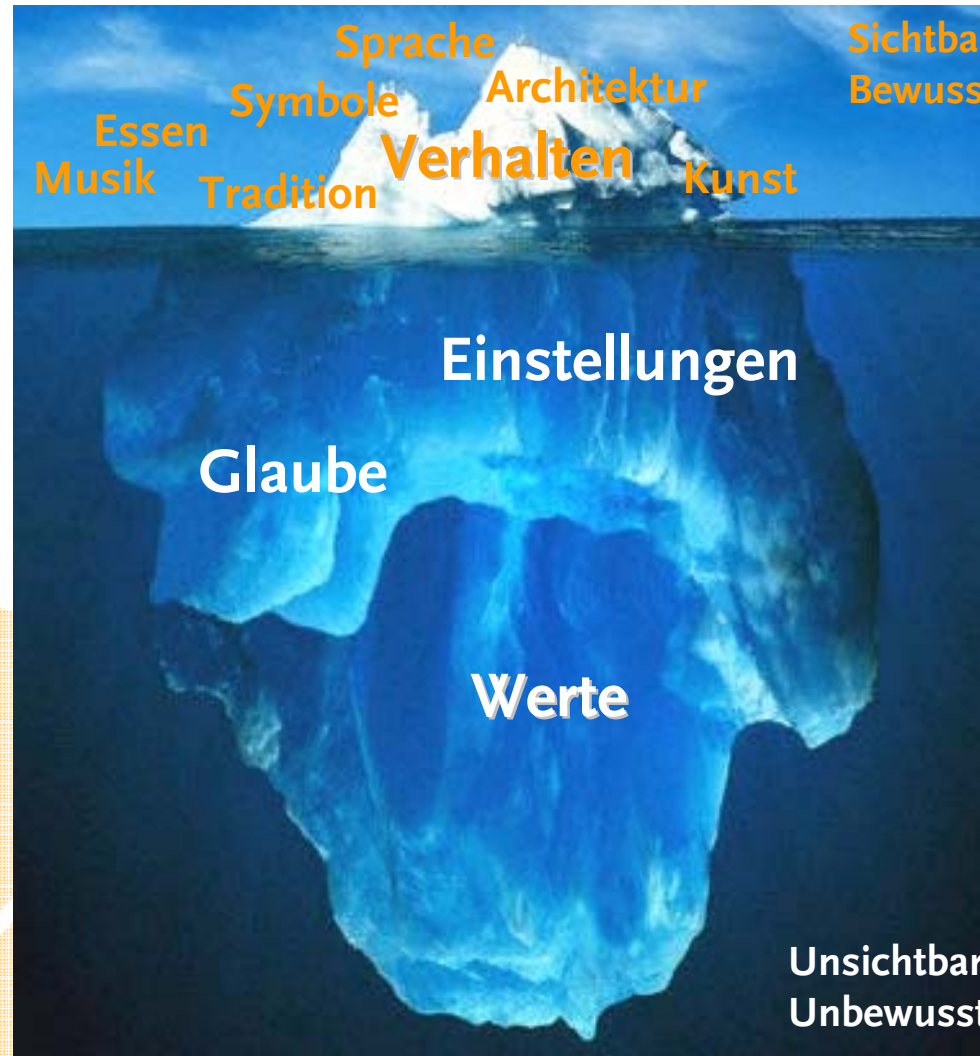 Sprache
Sichtba
Architektur
Bewuss
Symbole
Essen
Verhalten
Musik
Tradition
Kunst
Einstellungen
Glaube
Werte
Unsichtbar
Unbewusst